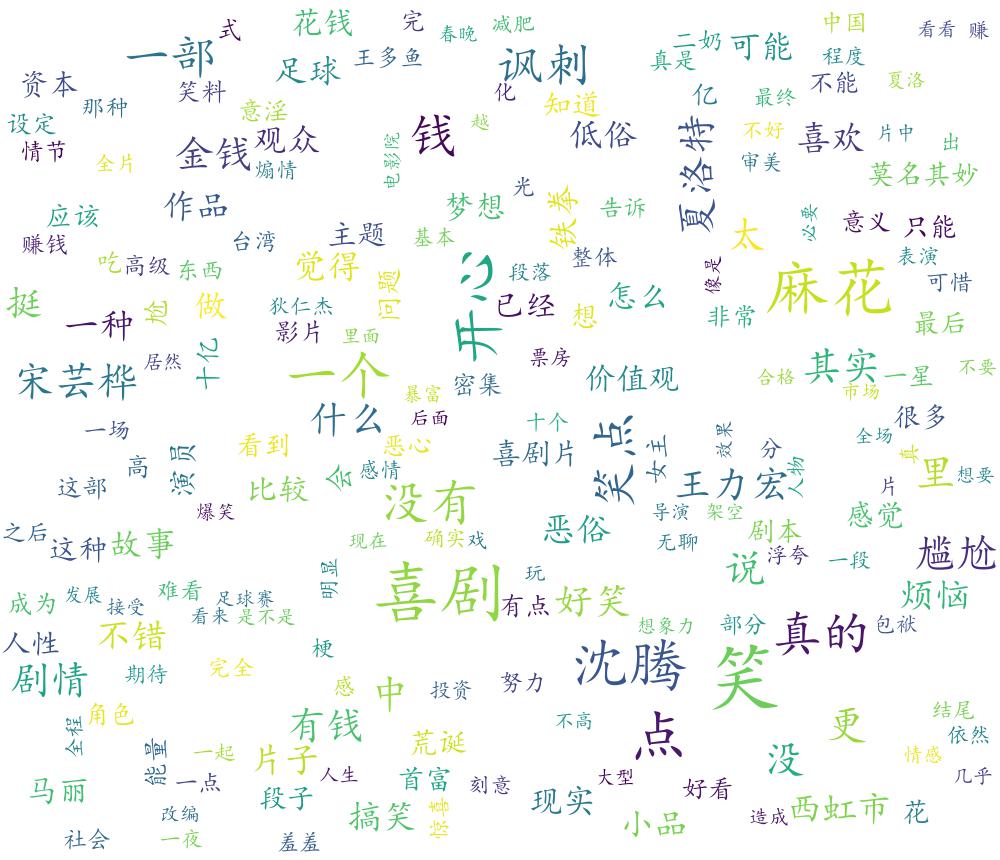 式
花钱
完
春晚
减肥
中国
看看
赚
一部
足球
王多鱼
讽刺
二奶
可能
真是
程度
资本
那种
笑料
化
知道
亿
最终
不能
夏洛
设定
意淫
钱
越
低俗
夏洛特
不好
喜欢
片中
出
情节
全片
金钱
观众
煽情
电影院
审美
莫名其妙
作品
梦想
光
铁拳
告诉
应该
太
必要
意义
只能
赚钱
台湾
主题
基本
整体
表演
吃
高级
东西
觉得
问题
开心
段落
像是
麻花
可惜
挺
尬
做
狄仁杰
已经
想
怎么
非常
最后
一种
影片
里面
居然
十亿
一个
票房
宋芸桦
暴富
密集
价值观
合格
其实
一星
不要
市场
什么
后面
十个
笑点
很多
一场
看到
恶心
喜剧片
女主
效果
分
全场
真
高
演员
会
感情
王力宏
人物
里
想要
这部
比较
没有
片
爆笑
恶俗
导演
架空
感觉
之后
这种
故事
现在
确实
戏
无聊
剧本
浮夸
一段
尴尬
明显
喜剧
玩
说
成为
发展
接受
难看
足球赛
有点
好笑
烦恼
看来
是不是
想象力
部分
真的
包袱
人性
不错
梗
沈腾
笑
剧情
期待
完全
感
中
投资
努力
全程
角色
有钱
荒诞
不高
点
更
结尾
依然
能量
一起
片子
没
情感
马丽
一点
人生
首富
刻意
大型
好看
几乎
段子
现实
改编
搞笑
惊喜
小品
造成
西虹市
花
社会
一夜
羞羞